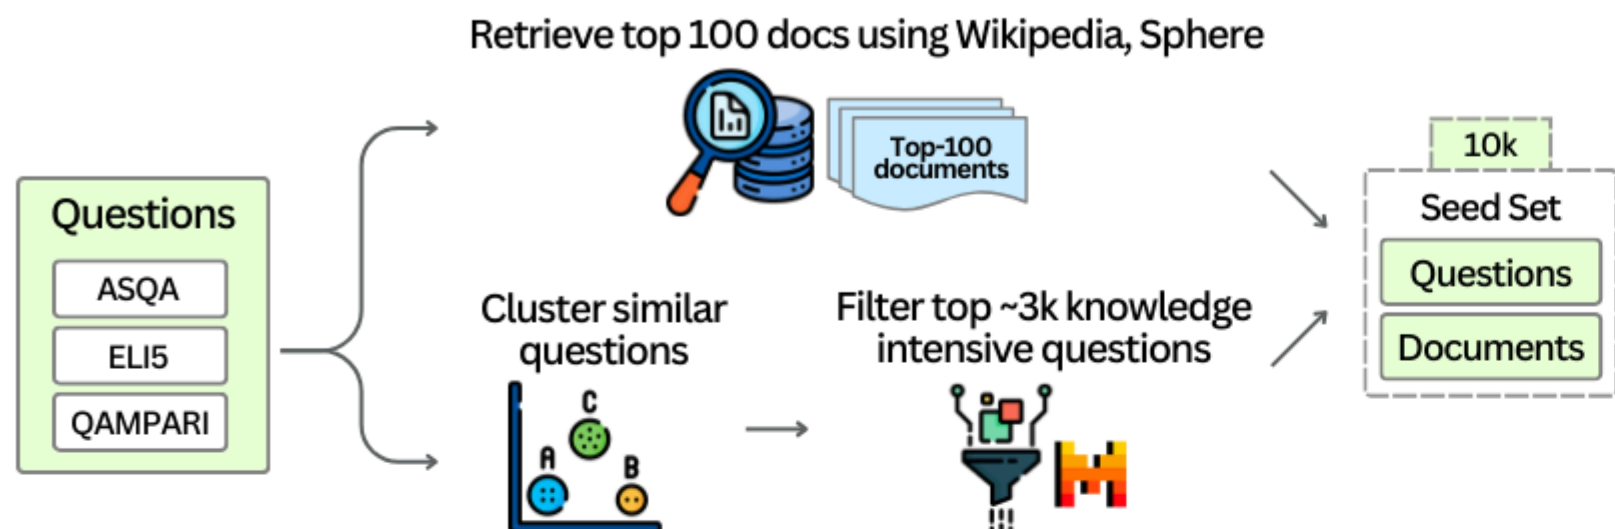 Retrieve top 100 docs using Wikipedia, Sphere
Top-100
documents
Questions
ASQA
ELI5
QAMPARI
Cluster similar
questions
C
A
B
Filter top ~3k knowledge
intensive questions
10k
Seed Set
Questions
Documents